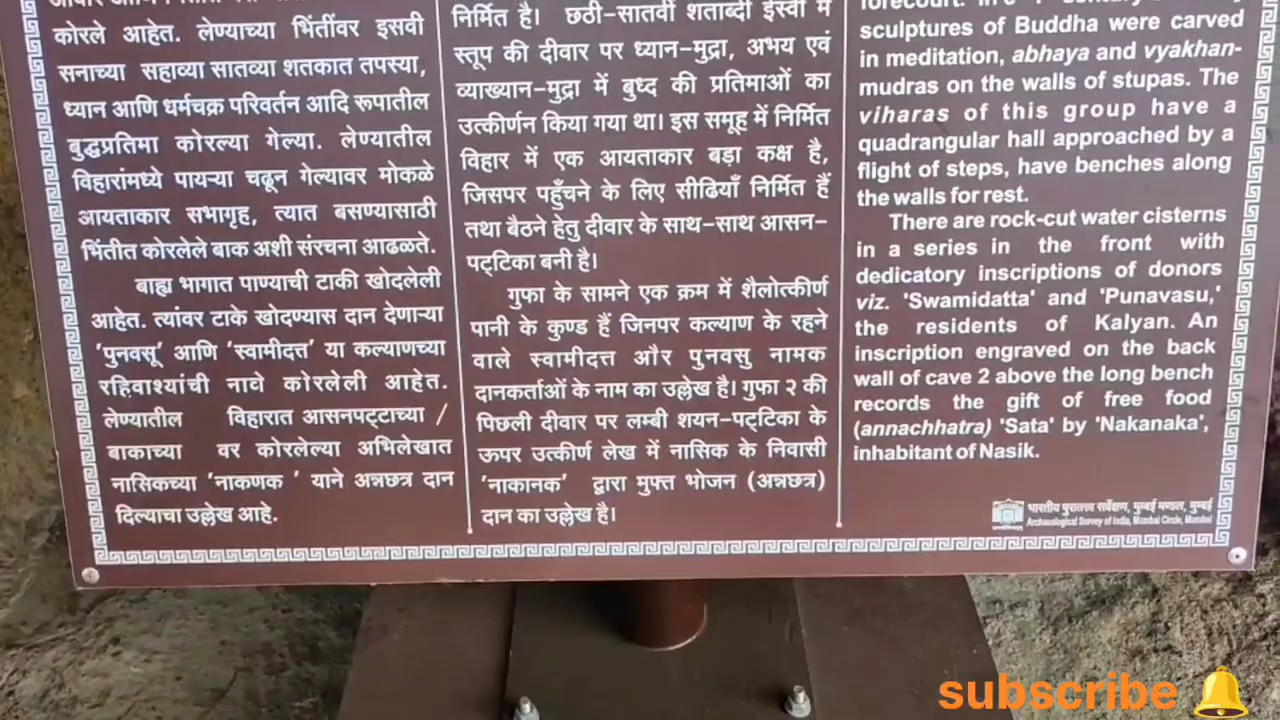 कोरले आहेत. लेण्याच्या भिंतींवर इसवी
सनाच्या सहाव्या सातव्या शतकात तपस्या,
ध्यान आणि धर्मचक्र परिवर्तन आदि रूपातील
बुद्धप्रतिमा कोरल्या गेल्या. लेण्यातील
विहारांमध्ये पायऱ्या चढून गेल्यावर मोकळे
आयताकार सभागृह, त्यात बसण्यासाठी
भिंतीत कोरलेले बाक अशी संरचना आढळते.
बाह्य भागात पाण्याची टाकी खोदलेली
आहेत. त्यांवर टाके खोदण्यास दान देणाऱ्या
'पुनवसू' आणि 'स्वामीदत्त' या कल्याणच्या
रहिवाश्यांची नावे कोरलेली आहेत.
लेण्यातील विहारात आसनपट्टाच्या /
बाकाच्या वर कोरलेल्या अभिलेखात
नासिकच्या 'नाकणक ' याने अन्नछत्र दान
दिल्याचा उल्लेख आहे.
निर्मित है। छठी-सातवीं शताब्दी ईस्वी में
स्तूप की दीवार पर ध्यान-मुद्रा, अभय एवं
व्याख्यान-मुद्रा में बुध्द की प्रतिमाओं का
उत्कीर्णन किया गया था। इस समूह में निर्मित
विहार में एक आयताकार बड़ा कक्ष है,
जिसपर पहुँचने के लिए सीढियाँ निर्मित हैं
तथा बैठने हेतु दीवार के साथ-साथ आसन-
पट्टिका बनी है।
गुफा के सामने एक क्रम में शैलोत्कीर्ण
पानी के कुण्ड हैं जिनपर कल्याण के रहने
वाले स्वामीदत्त और पुनवसु नामक
दानकर्ताओं के नाम का उल्लेख है। गुफा २ की
पिछली दीवार पर लम्बी शयन-पट्टिका के
ऊपर उत्कीर्ण लेख में नासिक के निवासी
'नाकानक' द्वारा मुफ्त भोजन (अन्नछत्र)
दान का उल्लेख है।
sculptures of Buddha were carved
in meditation, abhaya and vyakhan-
mudras on the walls of stupas. The
viharas of this group have a
quadrangular hall approached by a
flight of steps, have benches along
the walls for rest.
There are rock-cut water cisterns
in a series in the front with
dedicatory inscriptions of donors
viz. 'Swamidatta' and 'Punavasu,'
the residents of Kalyan. An
inscription engraved on the back
wall of cave 2 above the long bench
records the gift of free food
(annachhatra) 'Sata' by 'Nakanaka',
inhabitant of Nasik.
भारतीय पुरातत्त्व सर्वेक्षण, मुम्बई मण्डल, मुम्बई
Archaeological Survey of India, Mumbai Circle, Mumbai
subscribe